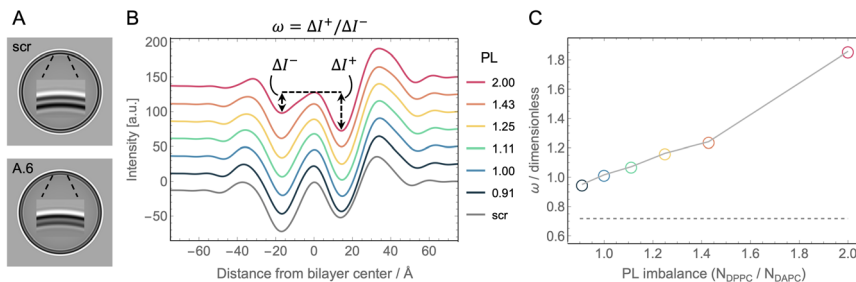 A
scr
A.6
B
ω = ΔI⁺/ΔI⁻
ΔI⁻
ΔI⁺
PL
2.00
1.43
1.25
1.11
1.00
0.91
scr
Intensity [a.u.]
200
150
100
50
0
−50
−60 −40 −20 0 20 40 60
Distance from bilayer center / Å
C
ω / dimensionless
1.8
1.6
1.4
1.2
1.0
0.8
0.6
1.0 1.2 1.4 1.6 1.8 2.0
PL imbalance (N_DPPC / N_DAPC)